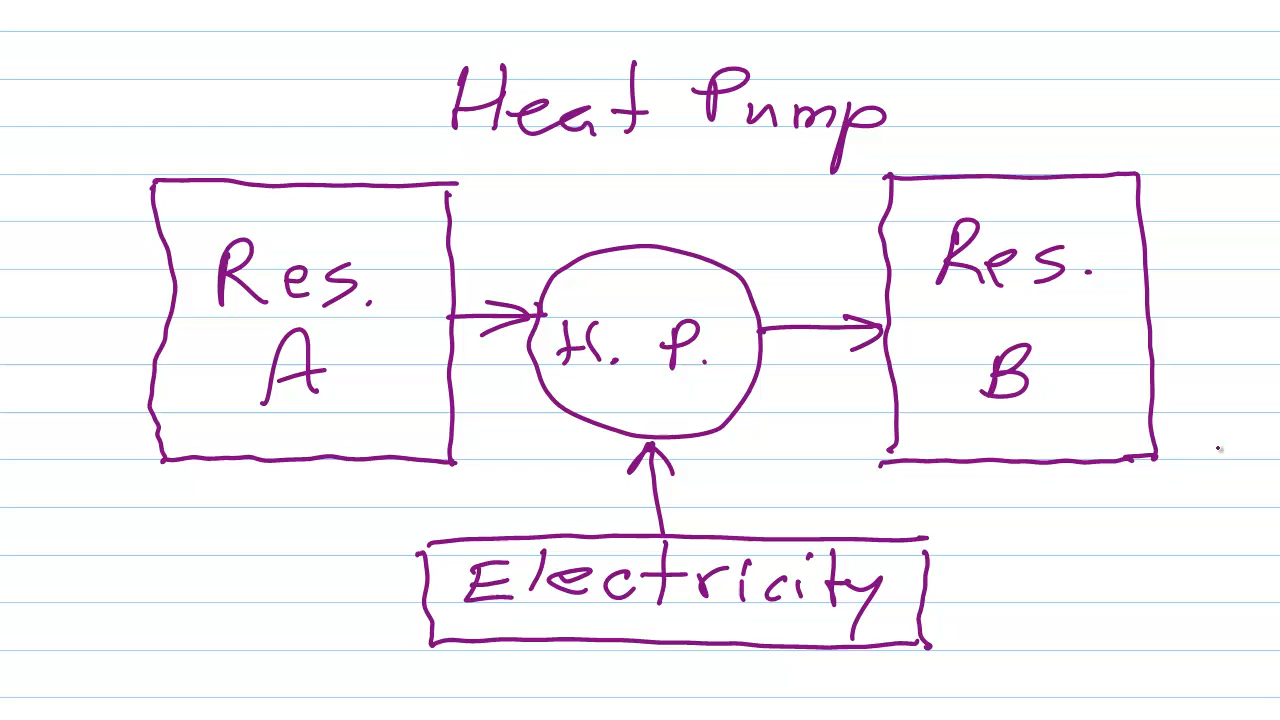 Heat Pump
Res.
A
H. P.
Res.
B
Electricity